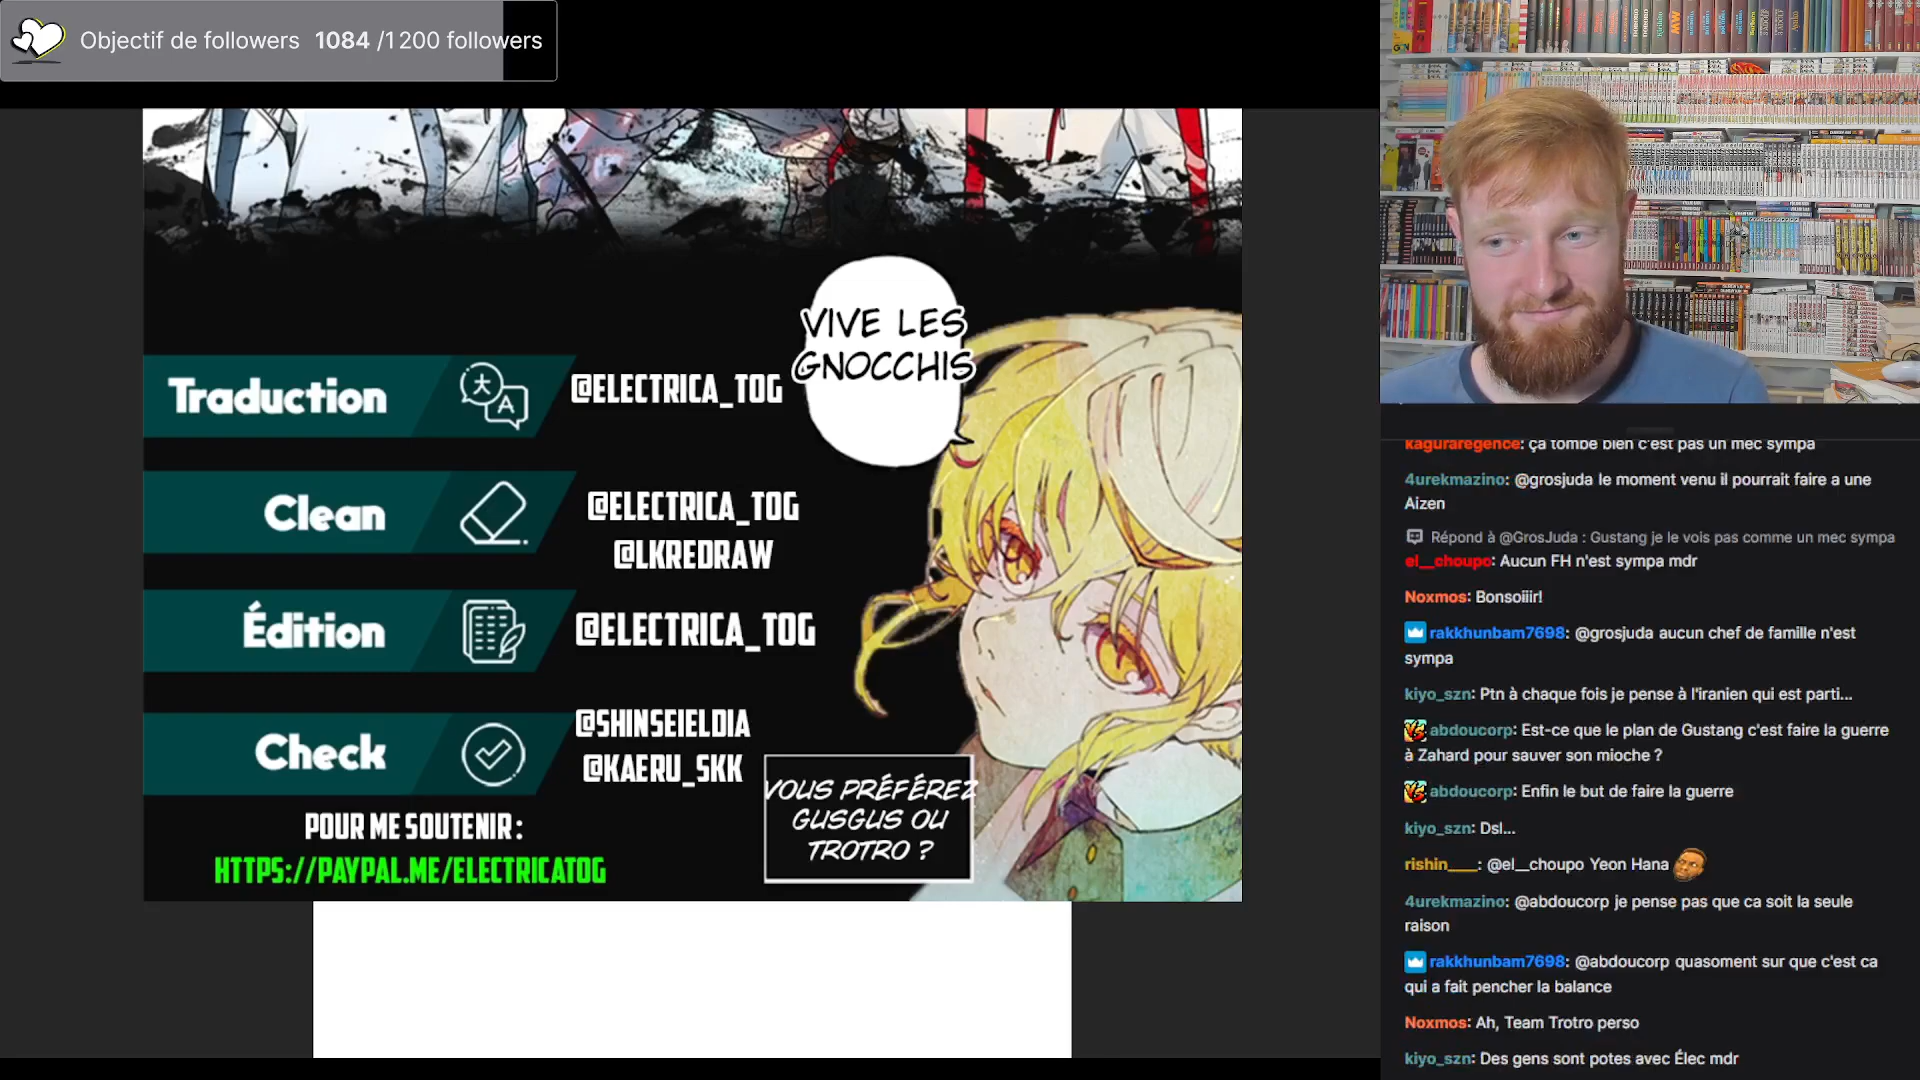 Objectif de followers 1084 /1 200 followers
VIVE LES
GNOCCHIS
Traduction
@ELECTRICA_TOG
Clean
@ELECTRICA_TOG
@LKREDRAW
Édition
@ELECTRICA_TOG
Check
@SHINSEIELDIA
@KAERU_SKK
POUR ME SOUTENIR :
HTTPS://PAYPAL.ME/ELECTRICATOG
VOUS PRÉFÉREZ
GUSGUS OU
TROTRO ?
kaguraregence: ça tombe bien c'est pas un mec sympa
4urekmazino: @grosjuda le moment venu il pourrait faire a une
Aizen
Répond à @GrosJuda : Gustang je le vois pas comme un mec sympa
el__choupo: Aucun FH n'est sympa mdr
Noxmos: Bonsoiiir!
rakkhunbam7698: @grosjuda aucun chef de famille n'est
sympa
kiyo_szn: Ptn à chaque fois je pense à l'iranien qui est parti...
abdoucorp: Est-ce que le plan de Gustang c'est faire la guerre
à Zahard pour sauver son mioche ?
abdoucorp: Enfin le but de faire la guerre
kiyo_szn: Dsl...
rishin____: @el__choupo Yeon Hana
4urekmazino: @abdoucorp je pense pas que ca soit la seule
raison
rakkhunbam7698: @abdoucorp quasoment sur que c'est ca
qui a fait pencher la balance
Noxmos: Ah, Team Trotro perso
kiyo_szn: Des gens sont potes avec Élec mdr